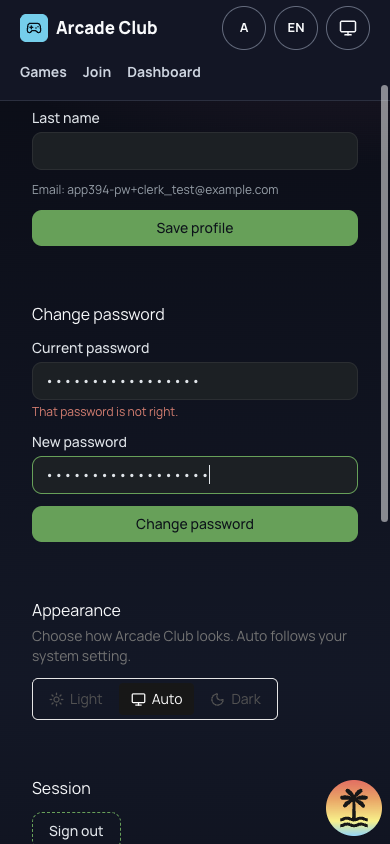 Arcade Club
A
EN
Games Join Dashboard
Last name
Email: app394-pw+clerk_test@example.com
Save profile
Change password
Current password
•••••••••••••••••
That password is not right.
New password
••••••••••••••••••
Change password
Appearance
Choose how Arcade Club looks. Auto follows your
system setting.
Light Auto Dark
Session
Sign out